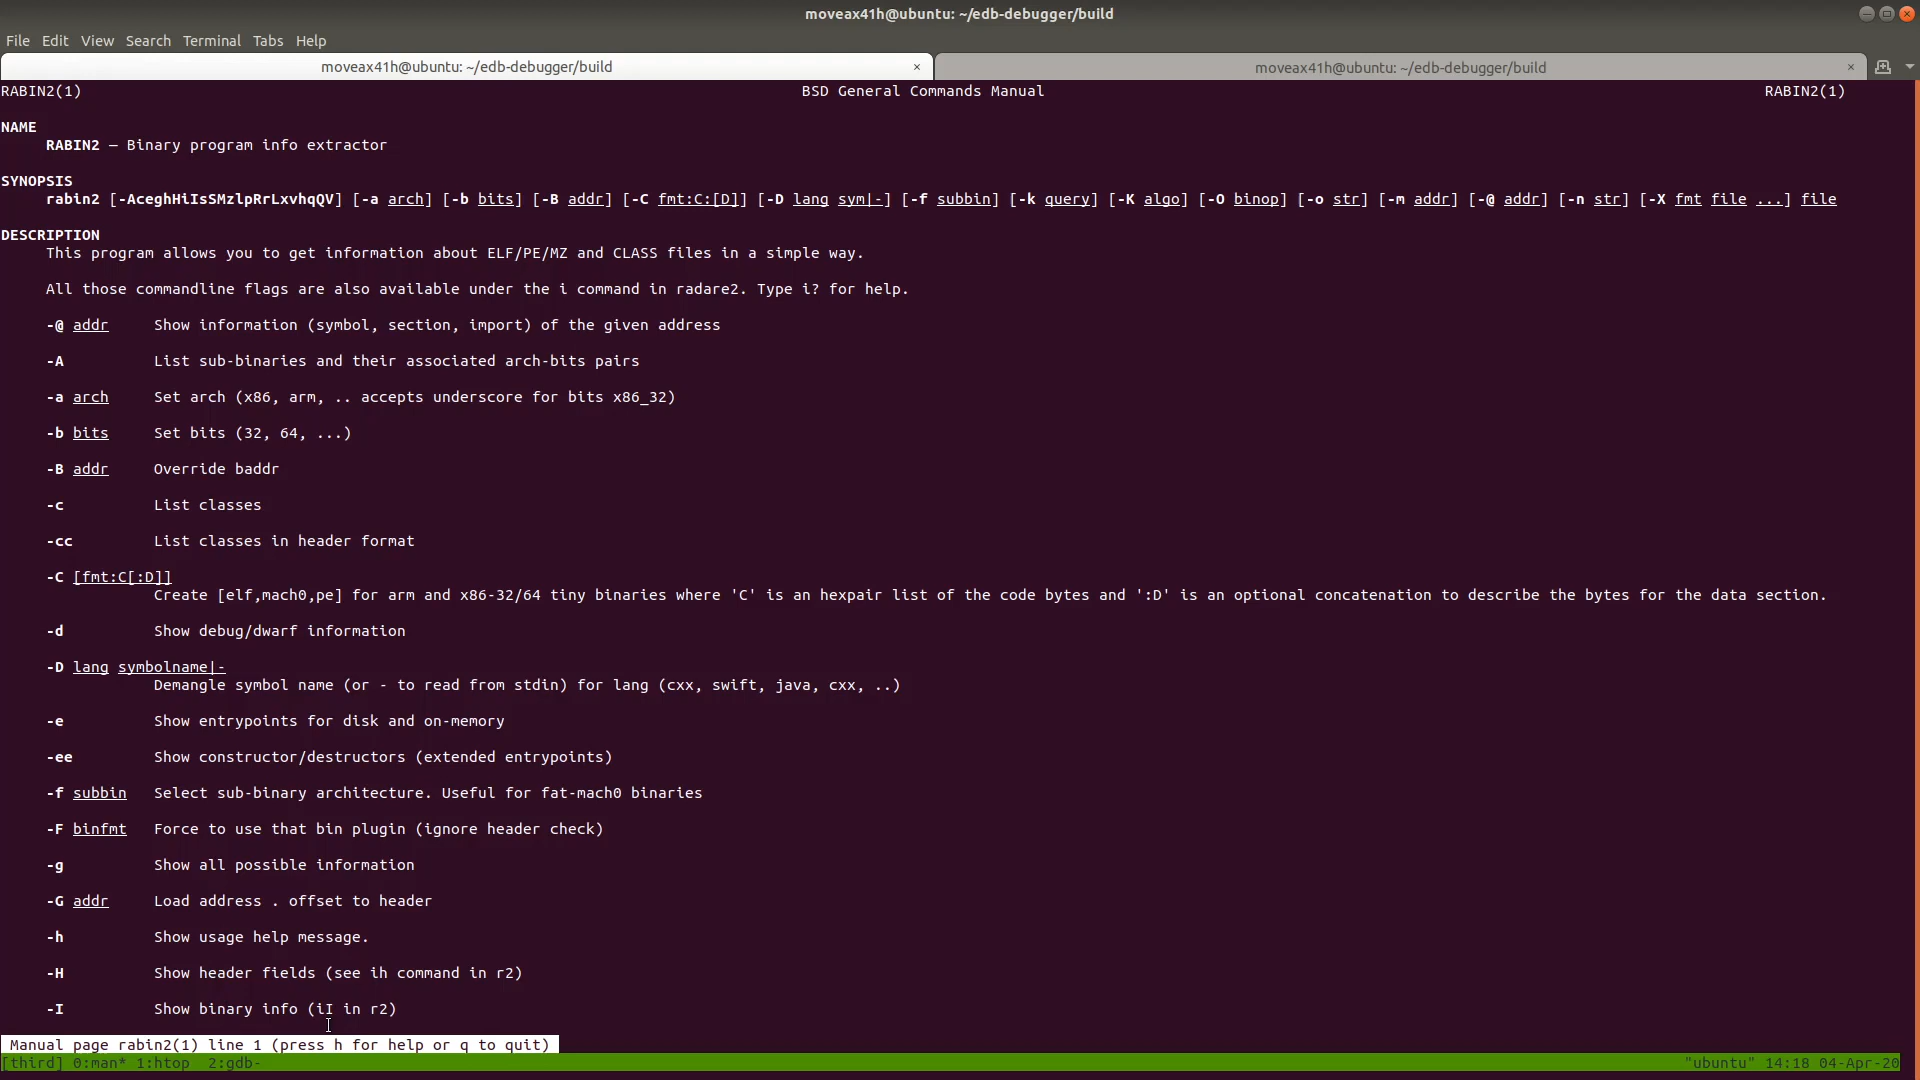 moveax41h@ubuntu: ~/edb-debugger/build
File Edit View Search Terminal Tabs Help
moveax41h@ubuntu: ~/edb-debugger/build × moveax41h@ubuntu: ~/edb-debugger/build ×
RABIN2(1) BSD General Commands Manual RABIN2(1)
NAME
RABIN2 — Binary program info extractor
SYNOPSIS
rabin2 [-AceghHiIsSMzlpRrLxvhqQV] [-a arch] [-b bits] [-B addr] [-C fmt:C:[D]] [-D lang sym|-] [-f subbin] [-k query] [-K algo] [-O binop] [-o str] [-m addr] [-@ addr] [-n str] [-X fmt file ...] file
DESCRIPTION
This program allows you to get information about ELF/PE/MZ and CLASS files in a simple way.
All those commandline flags are also available under the i command in radare2. Type i? for help.
-@ addr Show information (symbol, section, import) of the given address
-A List sub-binaries and their associated arch-bits pairs
-a arch Set arch (x86, arm, .. accepts underscore for bits x86_32)
-b bits Set bits (32, 64, ...)
-B addr Override baddr
-c List classes
-cc List classes in header format
-C [fmt:C[:D]]
Create [elf,mach0,pe] for arm and x86-32/64 tiny binaries where 'C' is an hexpair list of the code bytes and ':D' is an optional concatenation to describe the bytes for the data section.
-d Show debug/dwarf information
-D lang symbolname|-
Demangle symbol name (or - to read from stdin) for lang (cxx, swift, java, cxx, ..)
-e Show entrypoints for disk and on-memory
-ee Show constructor/destructors (extended entrypoints)
-f subbin Select sub-binary architecture. Useful for fat-mach0 binaries
-F binfmt Force to use that bin plugin (ignore header check)
-g Show all possible information
-G addr Load address . offset to header
-h Show usage help message.
-H Show header fields (see ih command in r2)
-I Show binary info (iI in r2)
Manual page rabin2(1) line 1 (press h for help or q to quit)
[third] 0:man* 1:htop 2:gdb- "ubuntu" 14:18 04-Apr-20